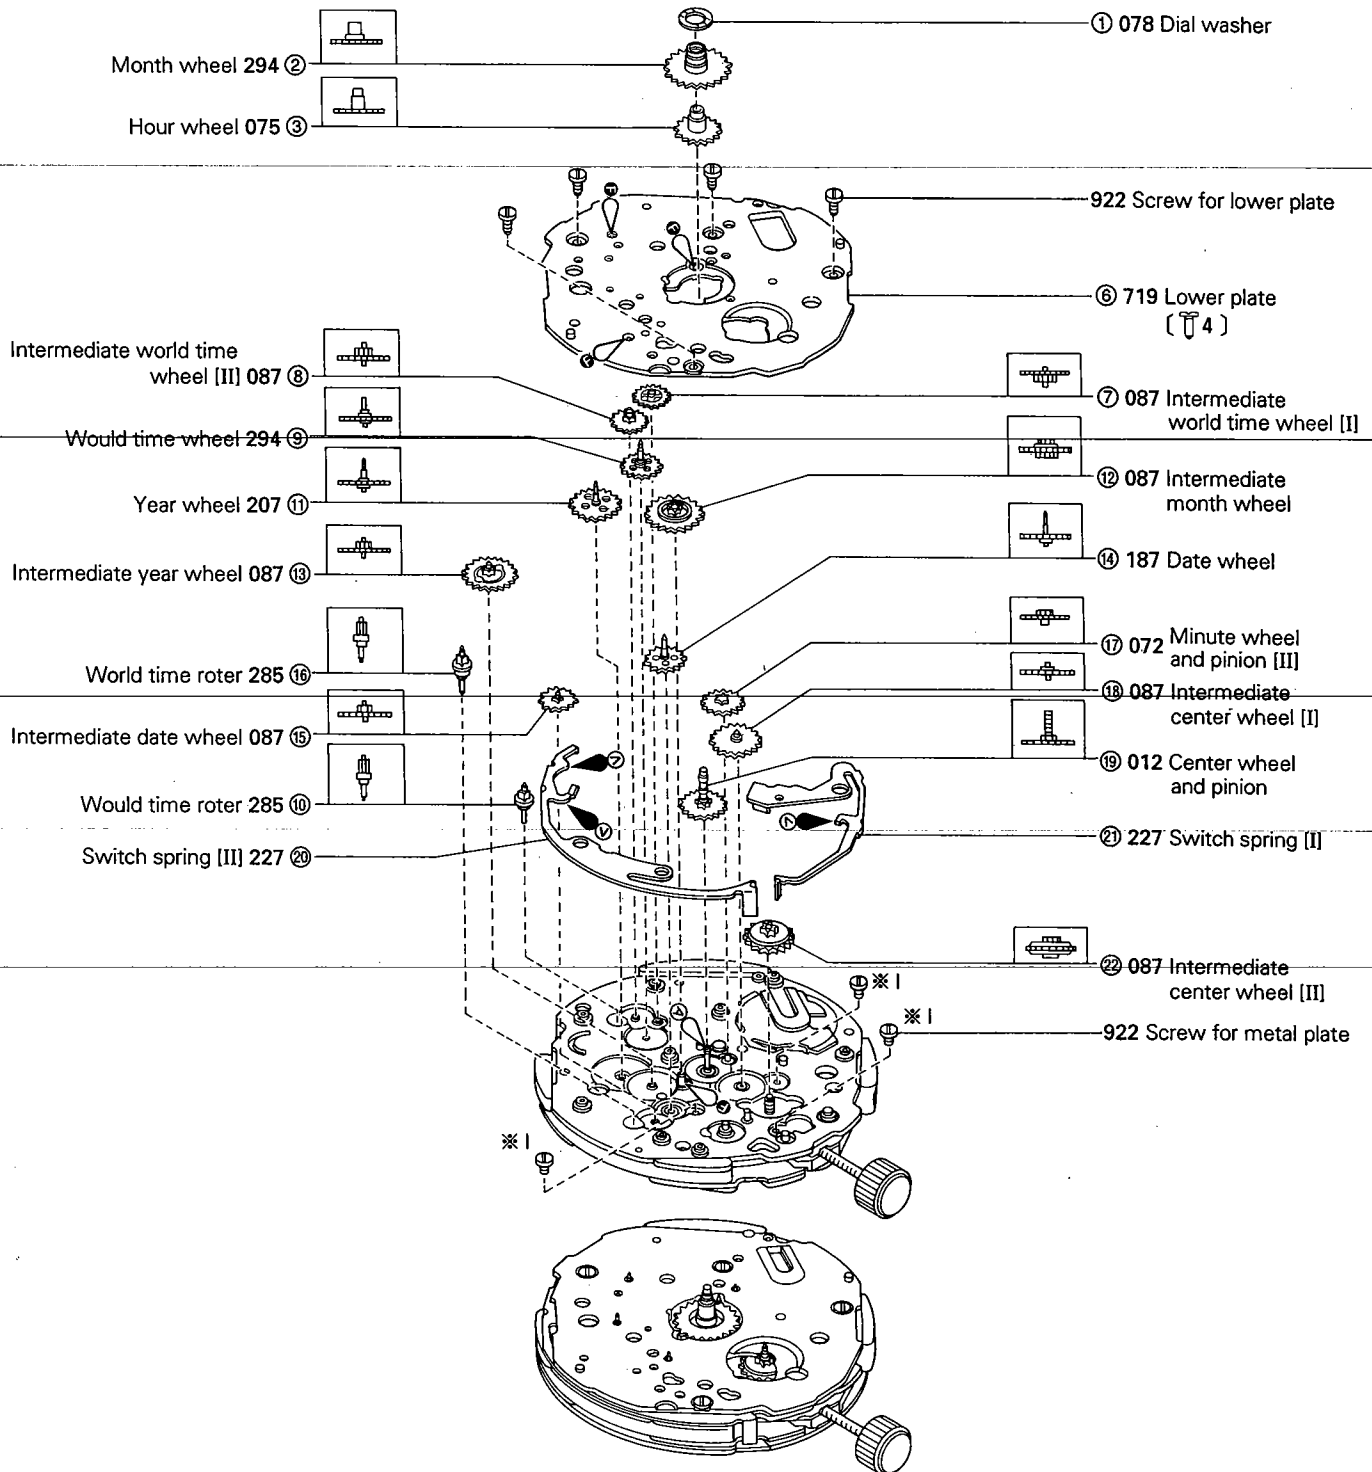 ① 078 Dial washer
Month wheel 294 ②
Hour wheel 075 ③
922 Screw for lower plate
⑥ 719 Lower plate
( 4 )
Intermediate world time
wheel [II] 087 ⑧
⑦ 087 Intermediate
world time wheel [I]
Would time wheel 294 ⑨
Year wheel 207 ⑪
⑫ 087 Intermediate
month wheel
Intermediate year wheel 087 ⑬
⑭ 187 Date wheel
World time roter 285 ⑯
⑰ 072 Minute wheel
and pinion [II]
⑱ 087 Intermediate
center wheel [I]
Intermediate date wheel 087 ⑮
⑲ 012 Center wheel
and pinion
Would time roter 285 ⑩
Switch spring [II] 227 ⑳
㉑ 227 Switch spring [I]
㉒ 087 Intermediate
center wheel [II]
※1
※1
922 Screw for metal plate
※1